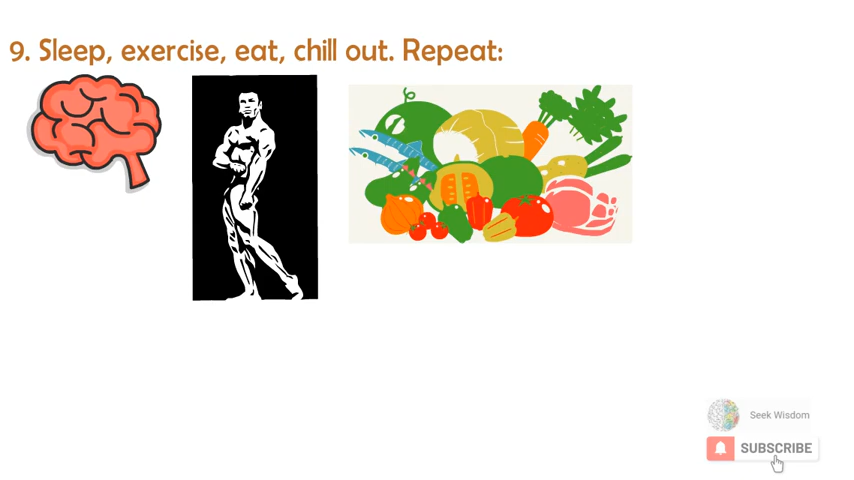 9. Sleep, exercise, eat, chill out. Repeat:
Seek Wisdom
SUBSCRIBE